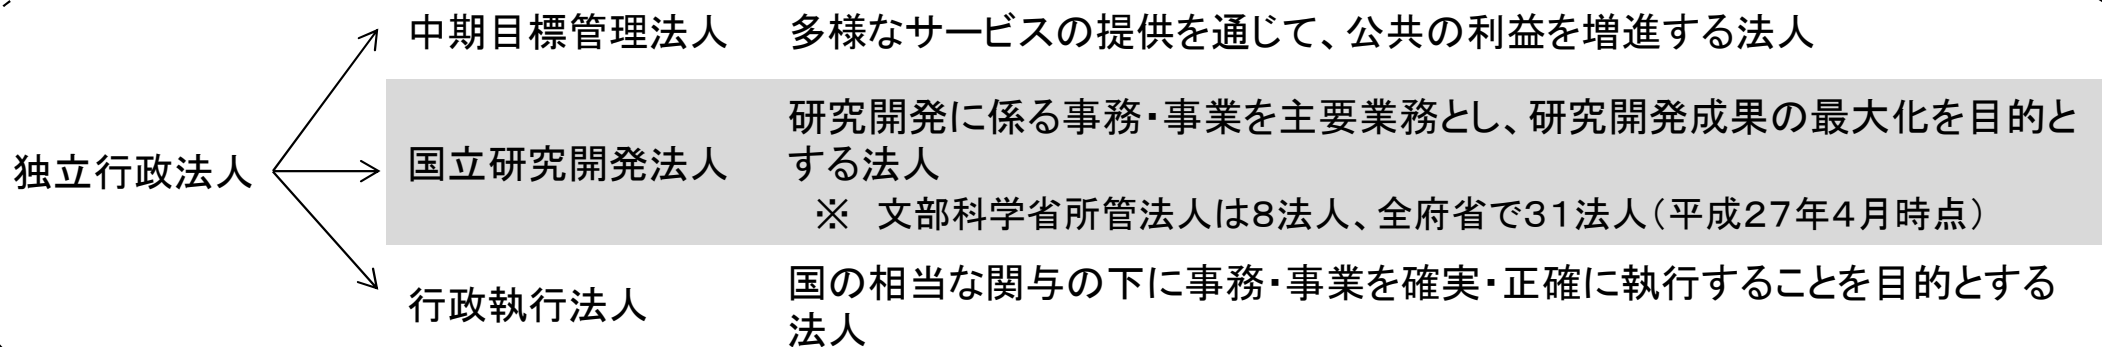 独立行政法人
中期目標管理法人
多様なサービスの提供を通じて、公共の利益を増進する法人
国立研究開発法人
研究開発に係る事務・事業を主要業務とし、研究開発成果の最大化を目的と
する法人
※ 文部科学省所管法人は8法人、全府省で31法人(平成27年4月時点)
行政執行法人
国の相当な関与の下に事務・事業を確実・正確に執行することを目的とする
法人